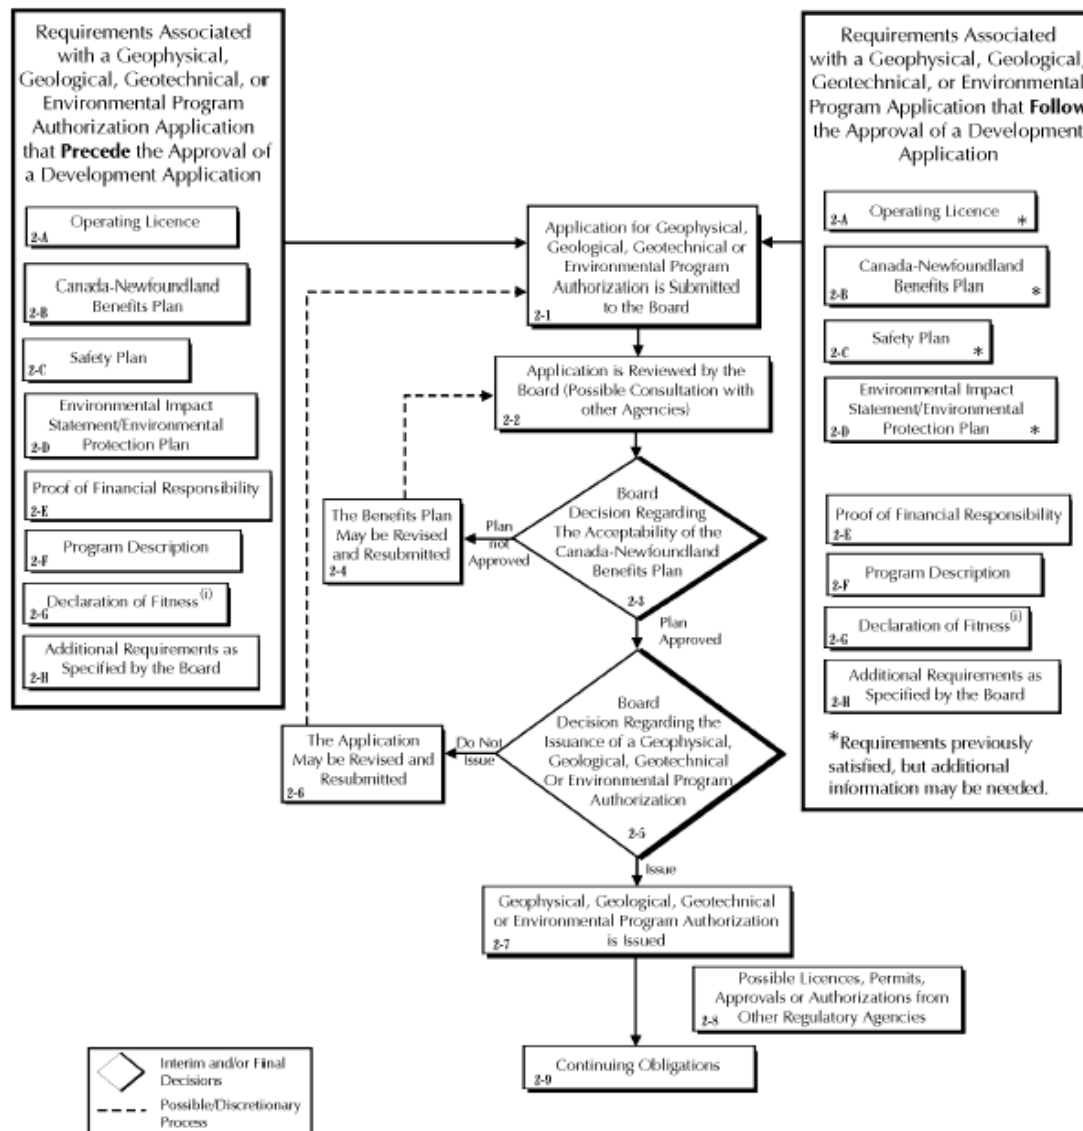 Requirements Associated
with a Geophysical,
Geological, Geotechnical, or
Environmental Program
Authorization Application
that Precede the Approval of
a Development Application
Operating Licence
2-A
Canada-Newfoundland
Benefits Plan
2-B
Safety Plan
2-C
Environmental Impact
Statement/Environmental
Protection Plan
2-D
Proof of Financial Responsibility
2-E
Program Description
2-F
Declaration of Fitness(i)
2-G
Additional Requirements as
Specified by the Board
2-H
Application for Geophysical,
Geological, Geotechnical or
Environmental Program
Authorization is Submitted
to the Board
2-1
Application is Reviewed by the
Board (Possible Consultation with
other Agencies)
2-2
Board
Decision Regarding
The Acceptability of the
Canada-Newfoundland
Benefits Plan
2-3
Plan
not
Approved
The Benefits Plan
May be Revised
and Resubmitted
2-4
Plan
Approved
Board
Decision Regarding the
Issuance of a Geophysical,
Geological, Geotechnical
Or Environmental Program
Authorization
2-5
Do Not
Issue
The Application
May be Revised and
Resubmitted
2-6
Issue
Geophysical, Geological, Geotechnical
or Environmental Program Authorization
is Issued
2-7
Possible Licences, Permits,
Approvals or Authorizations from
Other Regulatory Agencies
2-8
Continuing Obligations
2-9
Requirements Associated
with a Geophysical, Geological,
Geotechnical, or Environmental
Program Application that Follow
the Approval of a Development
Application
Operating Licence *
2-A
Canada-Newfoundland
Benefits Plan *
2-B
Safety Plan *
2-C
Environmental Impact
Statement/Environmental
Protection Plan *
2-D
Proof of Financial Responsibility
2-E
Program Description
2-F
Declaration of Fitness(i)
2-G
Additional Requirements as
Specified by the Board
2-H
*Requirements previously
satisfied, but additional
information may be needed.
Interim and/or Final
Decisions
Possible/Discretionary
Process